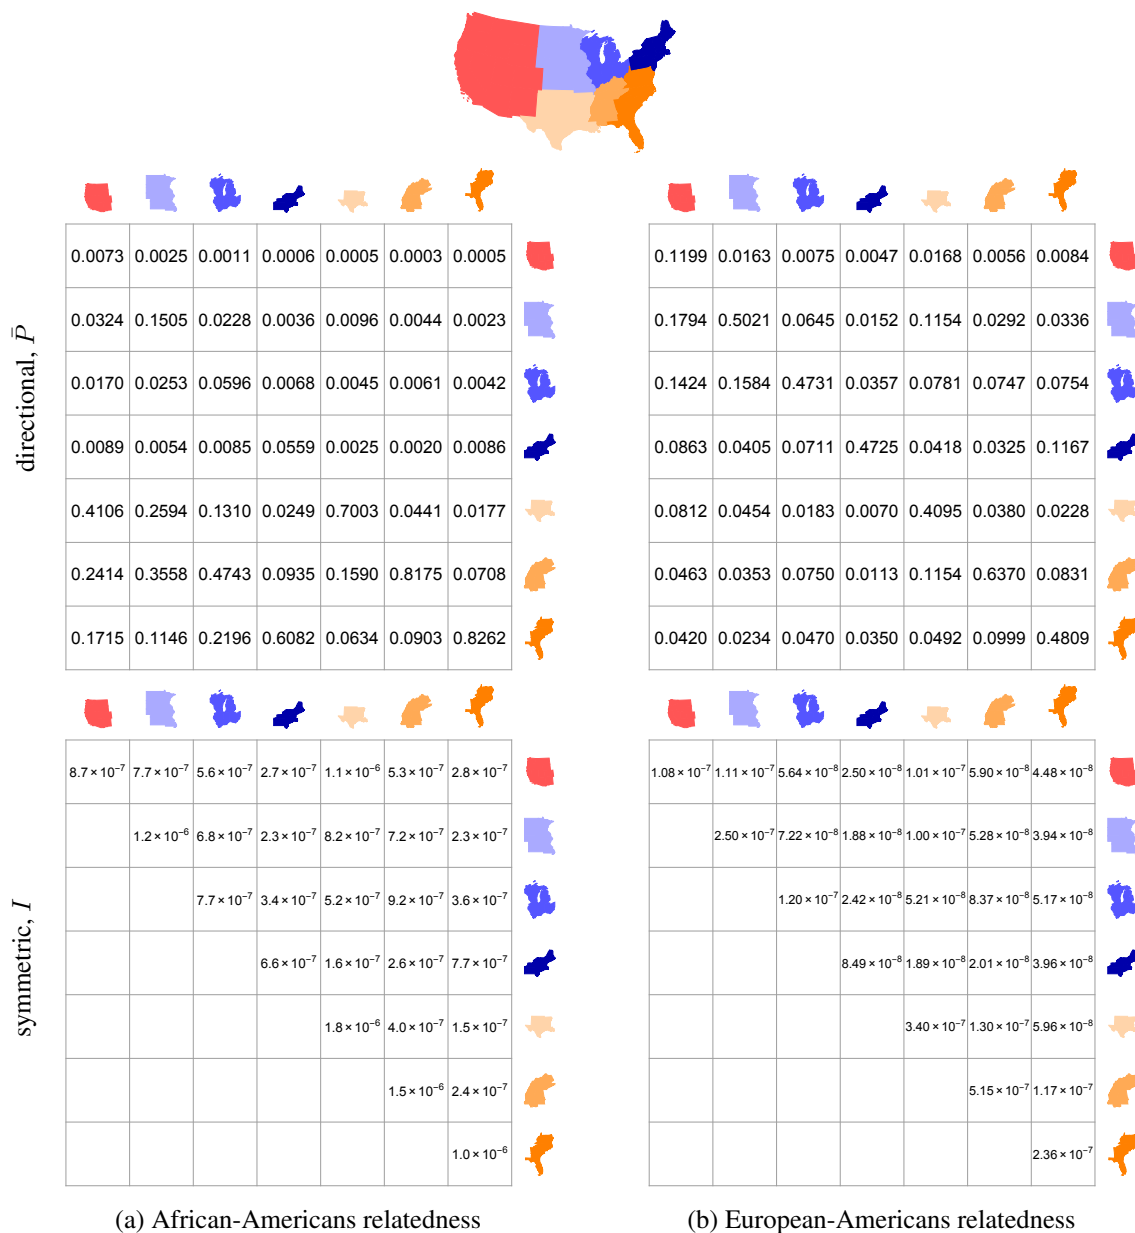 0.0073 0.0025 0.0011 0.0006 0.0005 0.0003 0.0005
0.0324 0.1505 0.0228 0.0036 0.0096 0.0044 0.0023
0.0170 0.0253 0.0596 0.0068 0.0045 0.0061 0.0042
0.0089 0.0054 0.0085 0.0559 0.0025 0.0020 0.0086
0.4106 0.2594 0.1310 0.0249 0.7003 0.0441 0.0177
0.2414 0.3558 0.4743 0.0935 0.1590 0.8175 0.0708
0.1715 0.1146 0.2196 0.6082 0.0634 0.0903 0.8262
directional, P̄
0.1199 0.0163 0.0075 0.0047 0.0168 0.0056 0.0084
0.1794 0.5021 0.0645 0.0152 0.1154 0.0292 0.0336
0.1424 0.1584 0.4731 0.0357 0.0781 0.0747 0.0754
0.0863 0.0405 0.0711 0.4725 0.0418 0.0325 0.1167
0.0812 0.0454 0.0183 0.0070 0.4095 0.0380 0.0228
0.0463 0.0353 0.0750 0.0113 0.1154 0.6370 0.0831
0.0420 0.0234 0.0470 0.0350 0.0492 0.0999 0.4809
8.7 × 10⁻⁷ 7.7 × 10⁻⁷ 5.6 × 10⁻⁷ 2.7 × 10⁻⁷ 1.1 × 10⁻⁶ 5.3 × 10⁻⁷ 2.8 × 10⁻⁷
1.2 × 10⁻⁶ 6.8 × 10⁻⁷ 2.3 × 10⁻⁷ 8.2 × 10⁻⁷ 7.2 × 10⁻⁷ 2.3 × 10⁻⁷
7.7 × 10⁻⁷ 3.4 × 10⁻⁷ 5.2 × 10⁻⁷ 9.2 × 10⁻⁷ 3.6 × 10⁻⁷
6.6 × 10⁻⁷ 1.6 × 10⁻⁷ 2.6 × 10⁻⁷ 7.7 × 10⁻⁷
1.8 × 10⁻⁶ 4.0 × 10⁻⁷ 1.5 × 10⁻⁷
1.5 × 10⁻⁶ 2.4 × 10⁻⁷
1.0 × 10⁻⁶
symmetric, I
1.08 × 10⁻⁷ 1.11 × 10⁻⁷ 5.64 × 10⁻⁸ 2.50 × 10⁻⁸ 1.01 × 10⁻⁷ 5.90 × 10⁻⁸ 4.48 × 10⁻⁸
2.50 × 10⁻⁷ 7.22 × 10⁻⁸ 1.88 × 10⁻⁸ 1.00 × 10⁻⁷ 5.28 × 10⁻⁸ 3.94 × 10⁻⁸
1.20 × 10⁻⁷ 2.42 × 10⁻⁸ 5.21 × 10⁻⁸ 8.37 × 10⁻⁸ 5.17 × 10⁻⁸
8.49 × 10⁻⁸ 1.89 × 10⁻⁸ 2.01 × 10⁻⁸ 3.96 × 10⁻⁸
3.40 × 10⁻⁷ 1.30 × 10⁻⁷ 5.96 × 10⁻⁸
5.15 × 10⁻⁷ 1.17 × 10⁻⁷
2.36 × 10⁻⁷
(a) African-Americans relatedness
(b) European-Americans relatedness